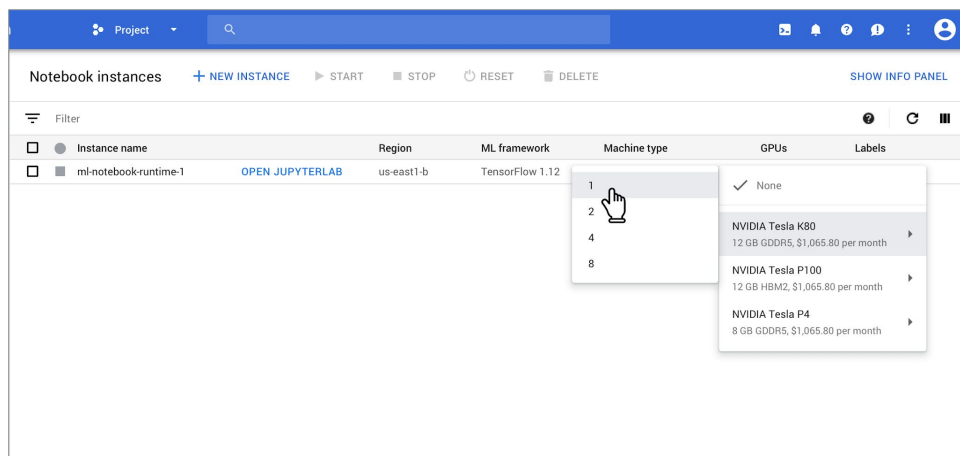 Project
Notebook instances
NEW INSTANCE
START
STOP
RESET
DELETE
SHOW INFO PANEL
Filter
Instance name
Region
ML framework
Machine type
GPUs
Labels
ml-notebook-runtime-1
OPEN JUPYTERLAB
us-east1-b
TensorFlow 1.12
1
2
4
8
None
NVIDIA Tesla K80
12 GB GDDR5, $1,065.80 per month
NVIDIA Tesla P100
12 GB HBM2, $1,065.80 per month
NVIDIA Tesla P4
8 GB GDDR5, $1,065.80 per month